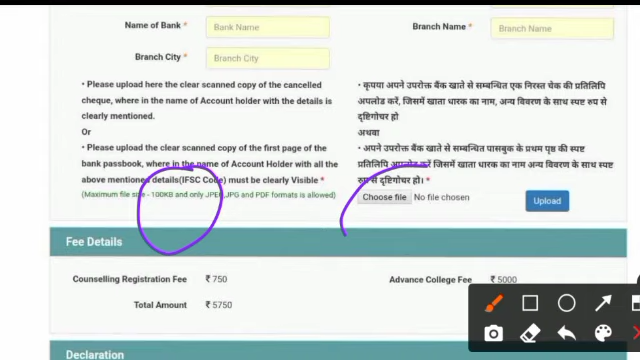 Name of Bank * Bank Name Branch Name * Branch Name
Branch City * Branch City
• Please upload here the clear scanned copy of the cancelled
cheque, where in the name of Account holder with the details is
clearly mentioned.
Or
• Please upload the clear scanned copy of the first page of the
bank passbook, where in the name of Account Holder with all the
above mentioned details(IFSC Code) must be clearly Visible *
(Maximum file size - 100KB and only JPEG,JPG and PDF formats is allowed)
• कृपया अपने उपरोक्त बैंक खाते से सम्बन्धित एक निरस्त चेक की प्रतिलिपि
अपलोड करें, जिसमें खाता धारक का नाम, अन्य विवरण के साथ स्पष्ट रुप से
दृष्टिगोचर हो
अथवा
• अपने उपरोक्त बैंक खाते से सम्बन्धित पासबुक के प्रथम पृष्ठ की स्पष्ट
प्रतिलिपि अपलोड करें जिसमें खाता धारक का नाम अन्य विवरण के साथ स्पष्ट
रुप से दृष्टिगोचर हो। *
Choose file No file chosen Upload
Fee Details
Counselling Registration Fee ₹ 750 Advance College Fee ₹ 5000
Total Amount ₹ 5750
Declaration